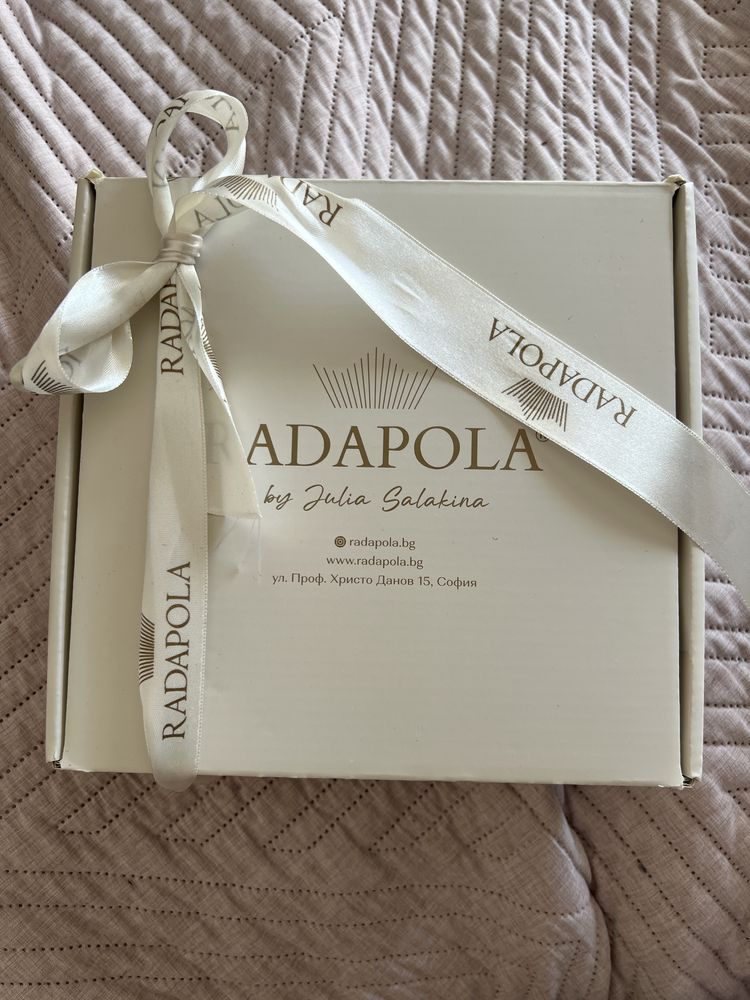 RADAPOLA
RADAPOLA
RADAPOLA®
by Julia Salakina
radapola.bg
www.radapola.bg
ул. Проф. Христо Данов 15, София
RADAPOLA